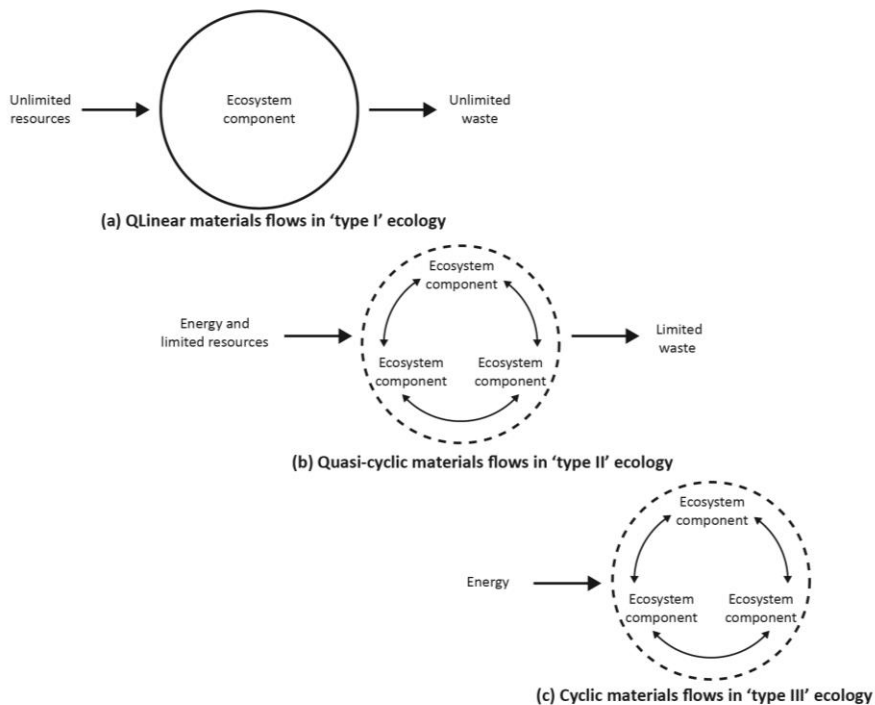 Unlimited
resources
Ecosystem
component
Unlimited
waste
(a) QLinear materials flows in ‘type I’ ecology
Ecosystem
component
Energy and
limited resources
Limited
waste
Ecosystem
component
Ecosystem
component
(b) Quasi-cyclic materials flows in ‘type II’ ecology
Ecosystem
component
Energy
Ecosystem
component
Ecosystem
component
(c) Cyclic materials flows in ‘type III’ ecology